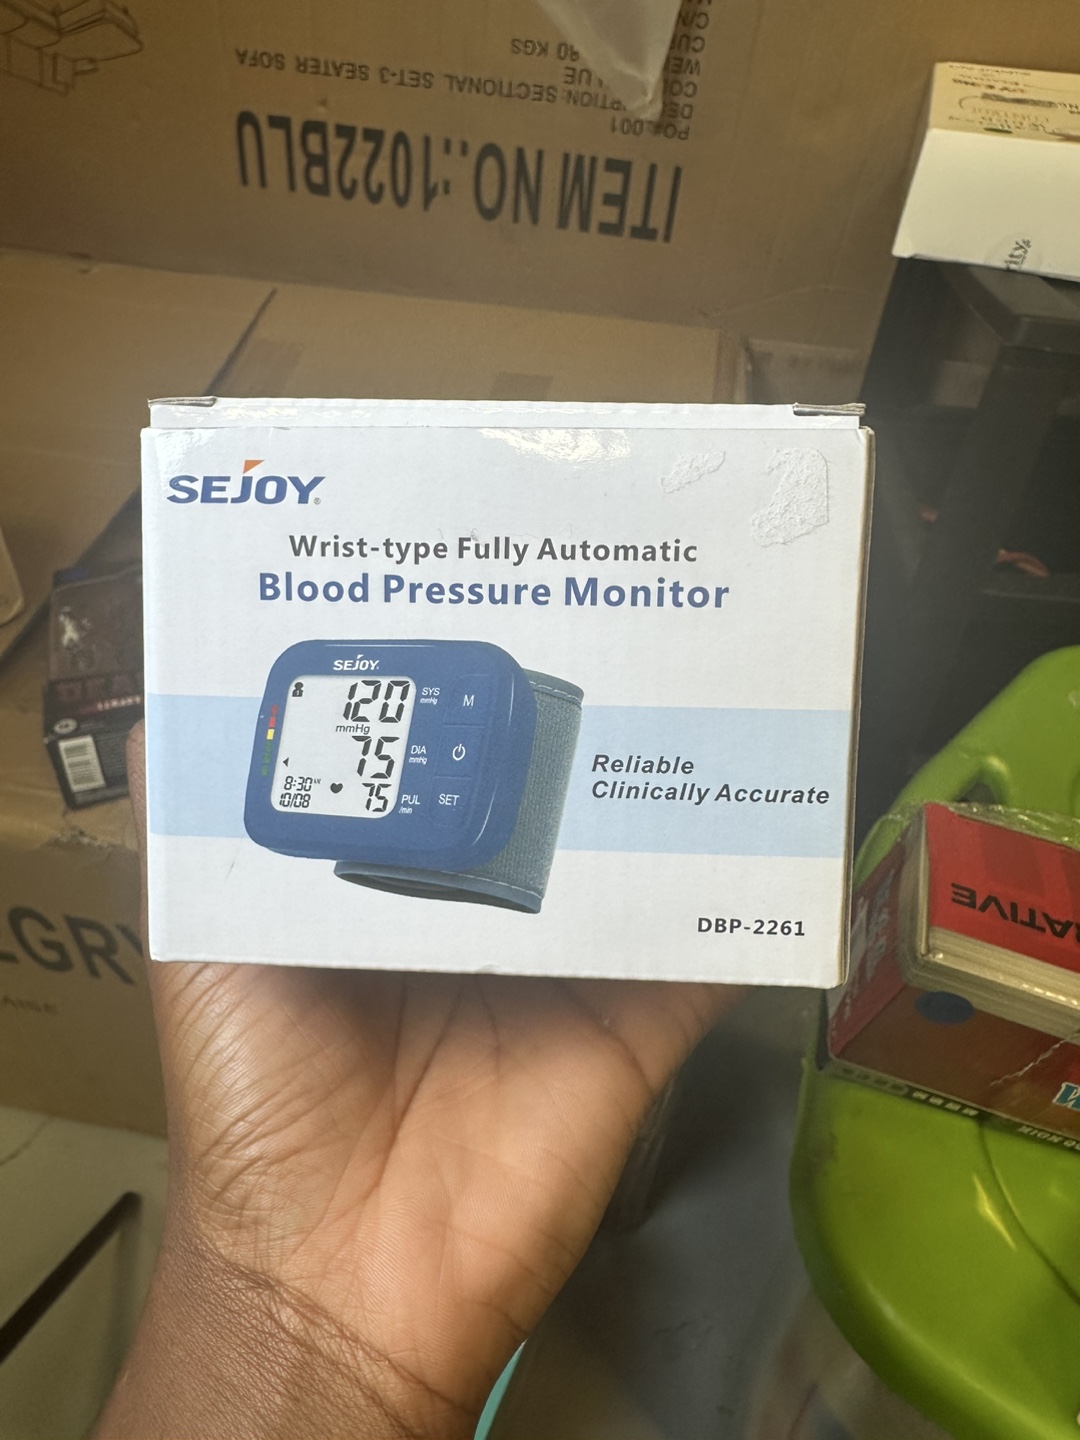 ITEM NO.:1022BLU
PO#.001
SECTIONAL SET-3 SEATER SOFA
KGS
SEJOY®
Wrist-type Fully Automatic
Blood Pressure Monitor
SEJOY
120
SYS
mmHg
M
mmHg
75
DIA
mmHg
8:30
10/08
75
PUL
/min
SET
Reliable
Clinically Accurate
DBP-2261